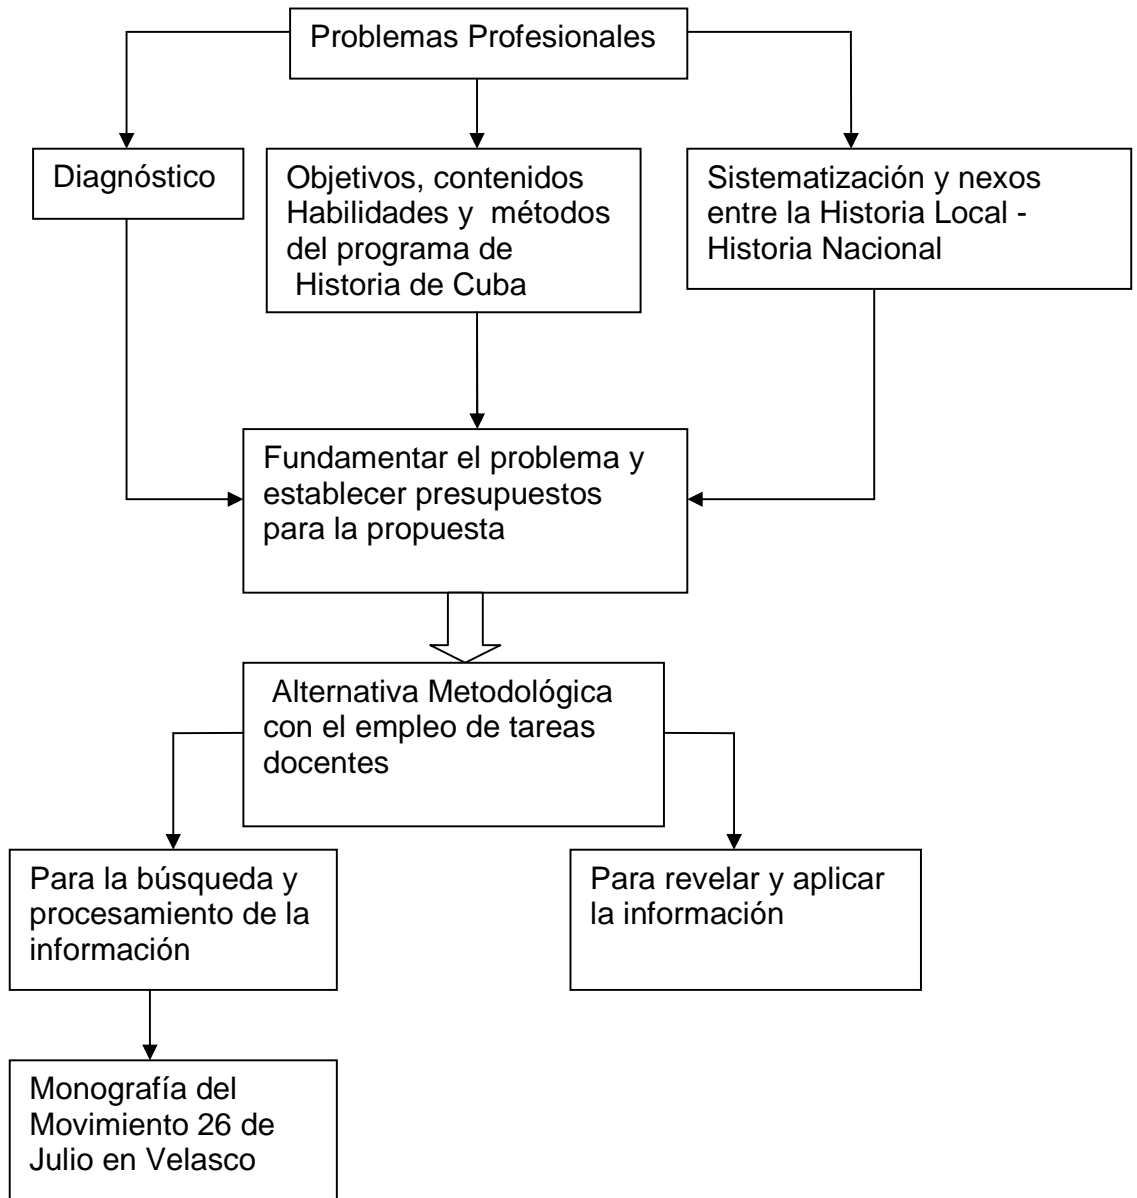 Problemas Profesionales
Diagnóstico
Objetivos, contenidos
Habilidades y métodos
del programa de
Historia de Cuba
Sistematización y nexos
entre la Historia Local -
Historia Nacional
Fundamentar el problema y
establecer presupuestos
para la propuesta
Alternativa Metodológica
con el empleo de tareas
docentes
Para la búsqueda y
procesamiento de la
información
Para revelar y aplicar
la información
Monografía del
Movimiento 26 de
Julio en Velasco